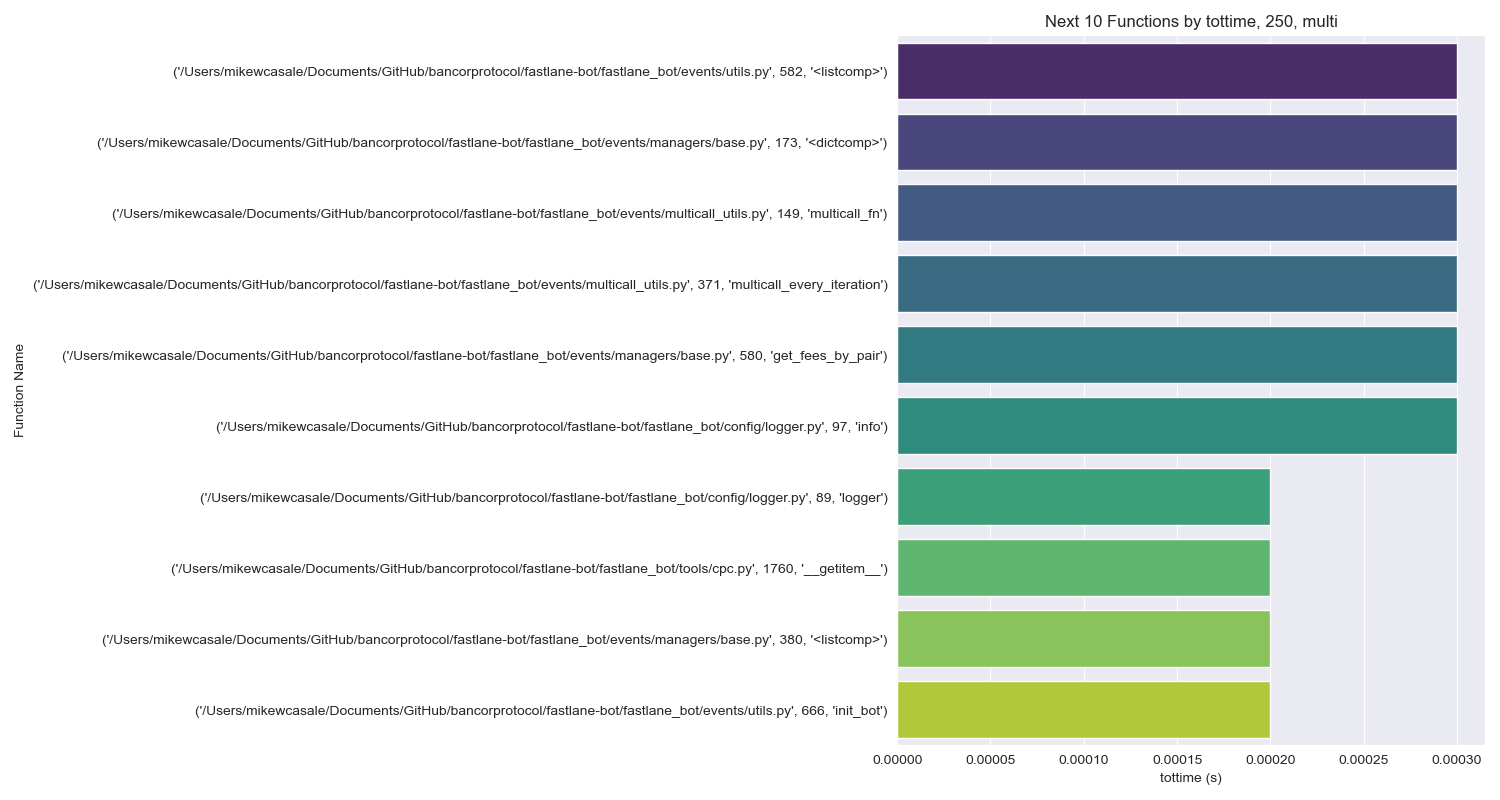 Next 10 Functions by tottime, 250, multi
('/Users/mikewcasale/Documents/GitHub/bancorprotocol/fastlane-bot/fastlane_bot/events/utils.py', 582, '<listcomp>')
('/Users/mikewcasale/Documents/GitHub/bancorprotocol/fastlane-bot/fastlane_bot/events/managers/base.py', 173, '<dictcomp>')
('/Users/mikewcasale/Documents/GitHub/bancorprotocol/fastlane-bot/fastlane_bot/events/multicall_utils.py', 149, 'multicall_fn')
('/Users/mikewcasale/Documents/GitHub/bancorprotocol/fastlane-bot/fastlane_bot/events/multicall_utils.py', 371, 'multicall_every_iteration')
('/Users/mikewcasale/Documents/GitHub/bancorprotocol/fastlane-bot/fastlane_bot/events/managers/base.py', 580, 'get_fees_by_pair')
('/Users/mikewcasale/Documents/GitHub/bancorprotocol/fastlane-bot/fastlane_bot/config/logger.py', 97, 'info')
('/Users/mikewcasale/Documents/GitHub/bancorprotocol/fastlane-bot/fastlane_bot/config/logger.py', 89, 'logger')
('/Users/mikewcasale/Documents/GitHub/bancorprotocol/fastlane-bot/fastlane_bot/tools/cpc.py', 1760, '__getitem__')
('/Users/mikewcasale/Documents/GitHub/bancorprotocol/fastlane-bot/fastlane_bot/events/managers/base.py', 380, '<listcomp>')
('/Users/mikewcasale/Documents/GitHub/bancorprotocol/fastlane-bot/fastlane_bot/events/utils.py', 666, 'init_bot')
Function Name
0.00000 0.00005 0.00010 0.00015 0.00020 0.00025 0.00030
tottime (s)